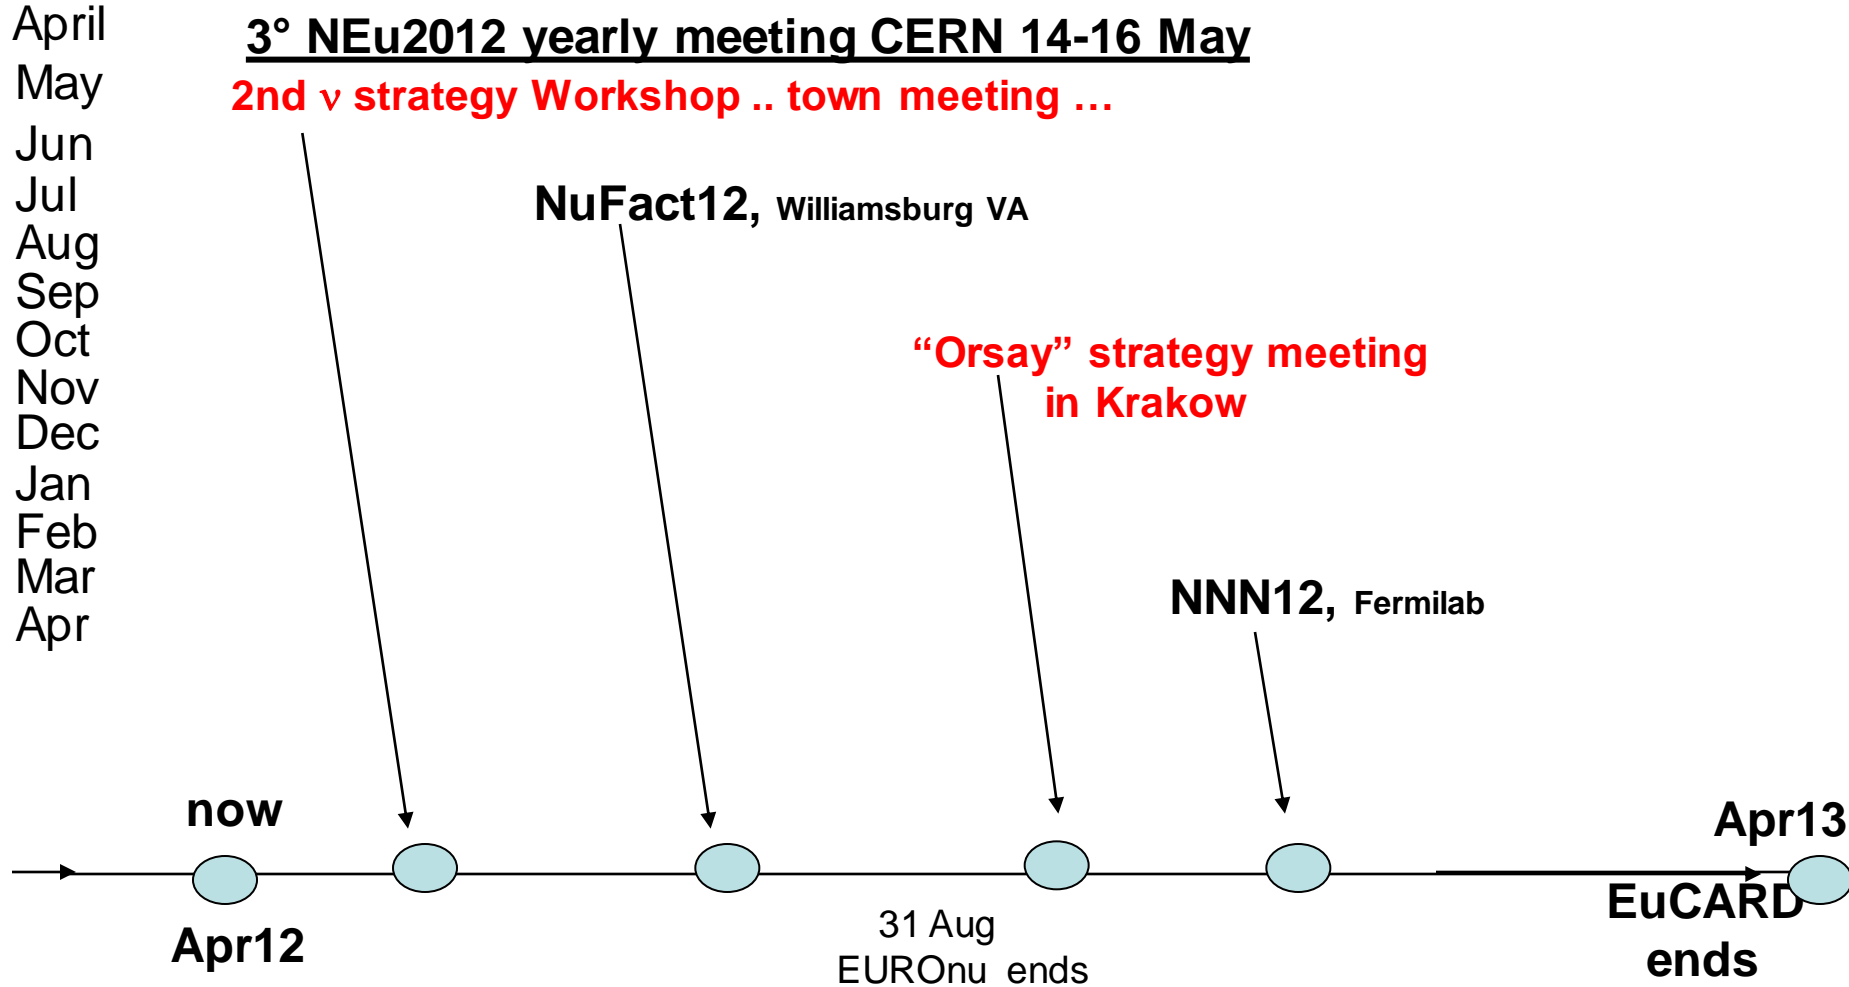 April
3° NEu2012 yearly meeting CERN 14-16 May
May
2nd ν strategy Workshop .. town meeting …
Jun
Jul
NuFact12, Williamsburg VA
Aug
Sep
Oct
“Orsay” strategy meeting
in Krakow
Nov
Dec
Jan
Feb
Mar
NNN12, Fermilab
Apr
now
Apr13
Apr12
31 Aug
EUROnu ends
EuCARD
ends